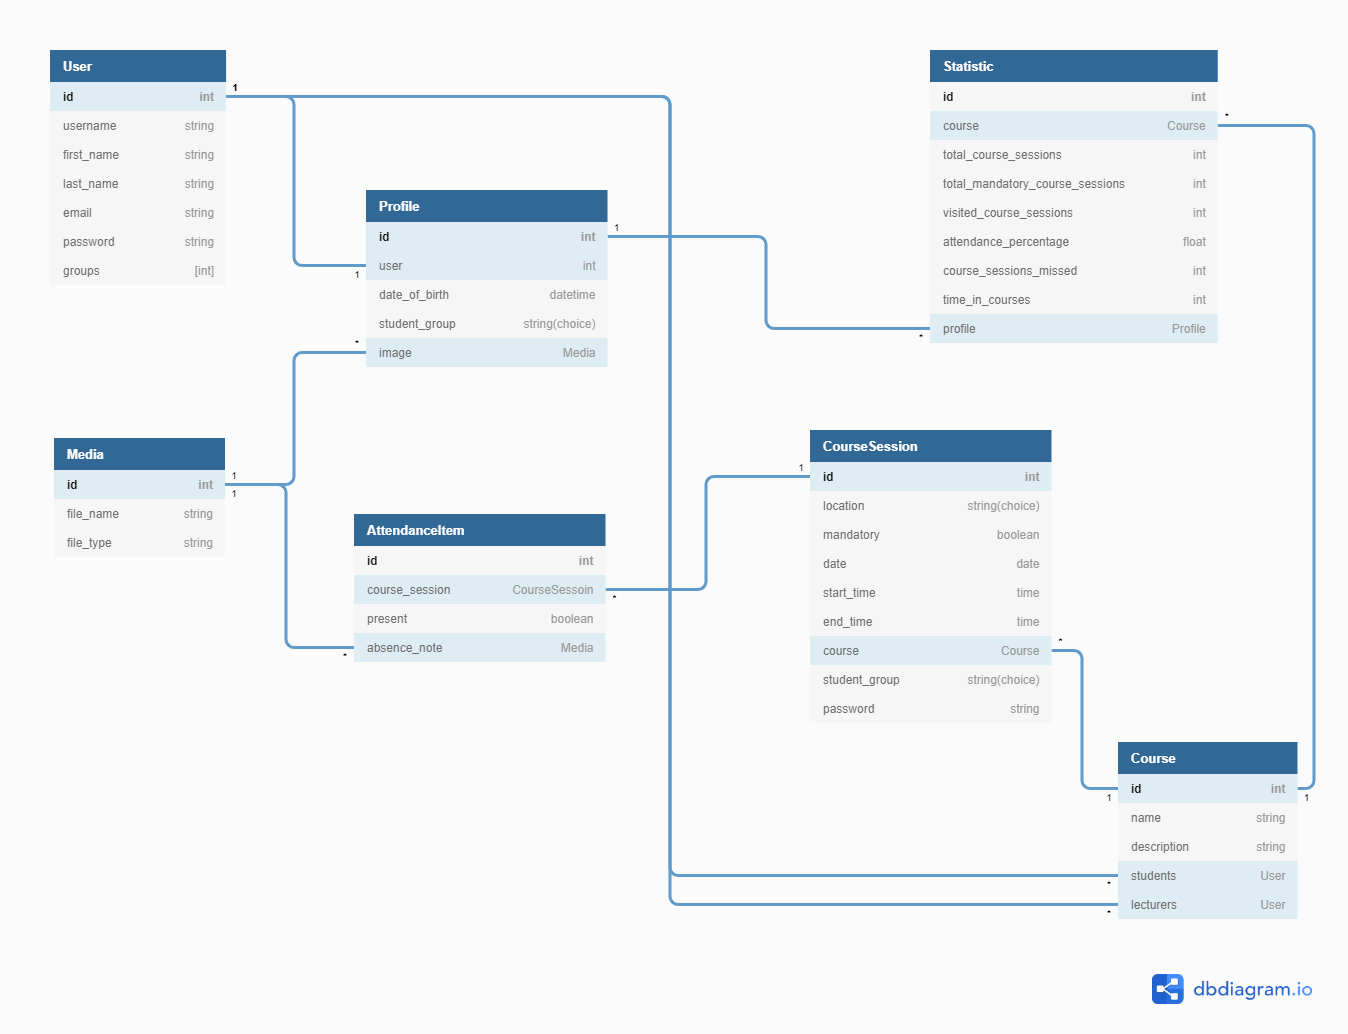 User
id int
username string
first_name string
last_name string
email string
password string
groups [int]
1
Profile
id int
user int
date_of_birth datetime
student_group string(choice)
image Media
1
1
*
Statistic
id int
course Course
total_course_sessions int
total_mandatory_course_sessions int
visited_course_sessions int
attendance_percentage float
course_sessions_missed int
time_in_courses int
profile Profile
*
*
Media
id int
file_name string
file_type string
1
1
AttendanceItem
id int
course_session CourseSessoin
present boolean
absence_note Media
*
*
CourseSession
id int
location string(choice)
mandatory boolean
date date
start_time time
end_time time
course Course
student_group string(choice)
password string
1
*
Course
id int
name string
description string
students User
lecturers User
1
1
*
*
dbdiagram.io